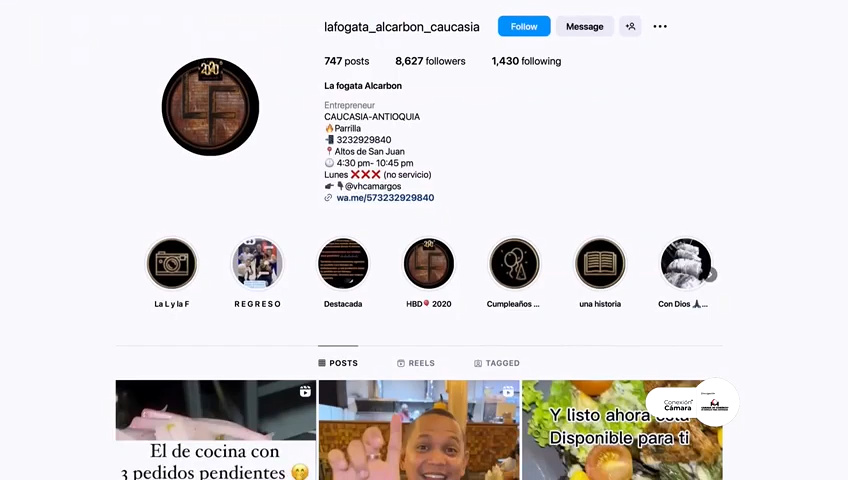 lafogata_alcarbon_caucasia
Follow
Message
747 posts
8,627 followers
1,430 following
La fogata Alcarbon
Entrepreneur
CAUCASIA-ANTIOQUIA
🔥Parrilla
📲 3232929840
📍Altos de San Juan
🕟 4:30 pm- 10:45 pm
Lunes ❌❌❌ (no servicio)
@vhcamargos
wa.me/573232929840
2020
LF
La L y la F
R E G R E S O
Destacada
HBD🎈 2020
Cumpleaños ...
una historia
Con Dios 🙏...
POSTS
REELS
TAGGED
El de cocina con
3 pedidos pendientes 🤭
Y listo ahora esta
Disponible para ti
Conexión
Cámara